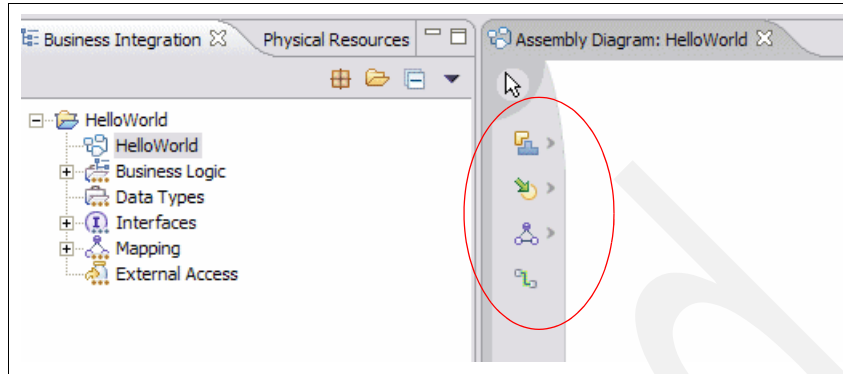 Business Integration
Physical Resources
Assembly Diagram: HelloWorld
HelloWorld
HelloWorld
Business Logic
Data Types
Interfaces
Mapping
External Access